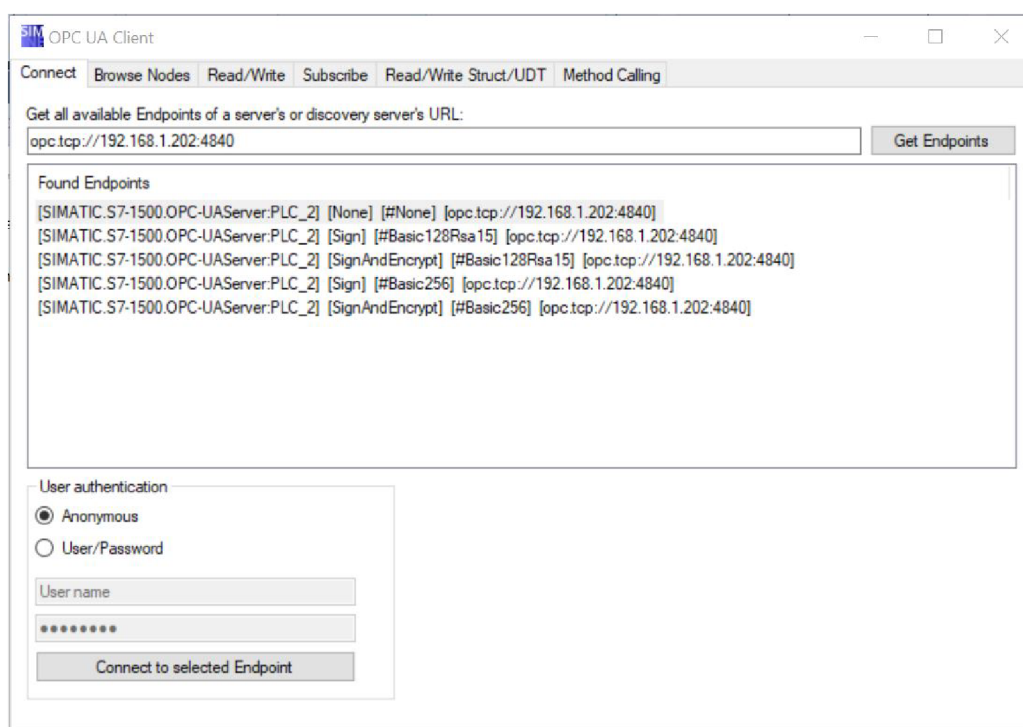 SIM OPC UA Client
Connect Browse Nodes Read/Write Subscribe Read/Write Struct/UDT Method Calling
Get all available Endpoints of a server's or discovery server's URL:
opc.tcp://192.168.1.202:4840 Get Endpoints
Found Endpoints
[SIMATIC.S7-1500.OPC-UAServer:PLC_2] [None] [#None] [opc.tcp://192.168.1.202:4840]
[SIMATIC.S7-1500.OPC-UAServer:PLC_2] [Sign] [#Basic128Rsa15] [opc.tcp://192.168.1.202:4840]
[SIMATIC.S7-1500.OPC-UAServer:PLC_2] [SignAndEncrypt] [#Basic128Rsa15] [opc.tcp://192.168.1.202:4840]
[SIMATIC.S7-1500.OPC-UAServer:PLC_2] [Sign] [#Basic256] [opc.tcp://192.168.1.202:4840]
[SIMATIC.S7-1500.OPC-UAServer:PLC_2] [SignAndEncrypt] [#Basic256] [opc.tcp://192.168.1.202:4840]
User authentication
Anonymous
User/Password
User name
●●●●●●●●
Connect to selected Endpoint